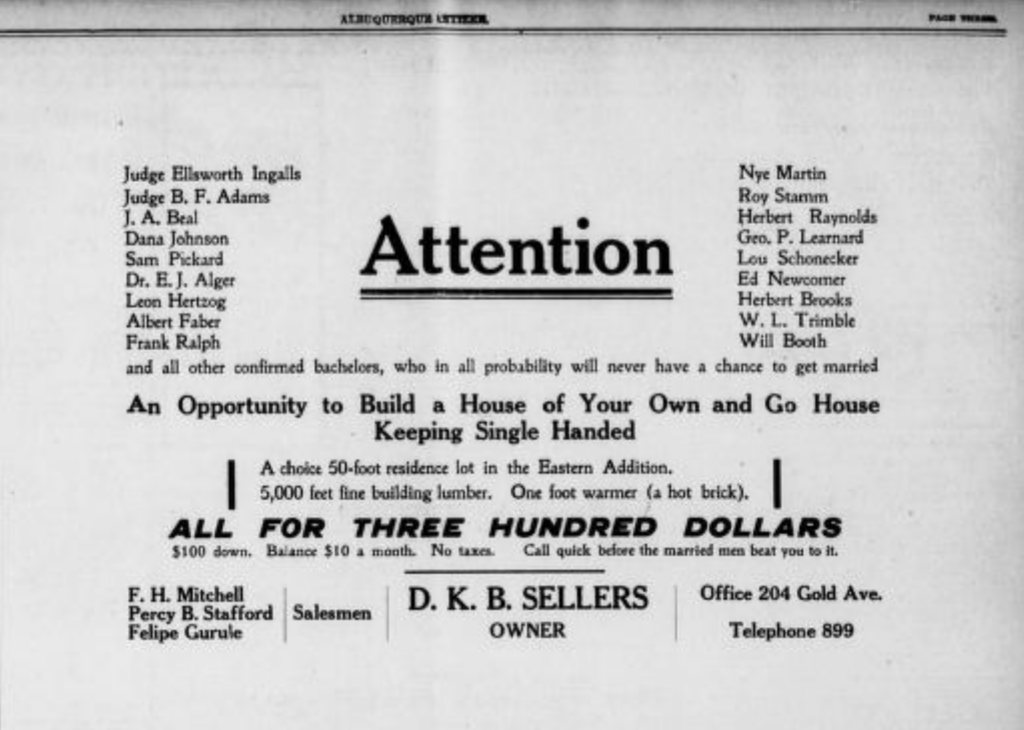 ALBUQUERQUE CITIZEN.
PAGE THREE.
Judge Ellsworth Ingalls
Judge B. F. Adams
J. A. Beal
Dana Johnson
Sam Pickard
Dr. E. J. Alger
Leon Hertzog
Albert Faber
Frank Ralph
Attention
Nye Martin
Roy Stamm
Herbert Raynolds
Geo. P. Learnard
Lou Schonecker
Ed Newcomer
Herbert Brooks
W. L. Trimble
Will Booth
and all other confirmed bachelors, who in all probability will never have a chance to get married
An Opportunity to Build a House of Your Own and Go House
Keeping Single Handed
A choice 50-foot residence lot in the Eastern Addition.
5,000 feet fine building lumber. One foot warmer (a hot brick).
ALL FOR THREE HUNDRED DOLLARS
$100 down. Balance $10 a month. No taxes. Call quick before the married men beat you to it.
F. H. Mitchell
Percy B. Stafford
Felipe Gurule
Salesmen
D. K. B. SELLERS
OWNER
Office 204 Gold Ave.
Telephone 899